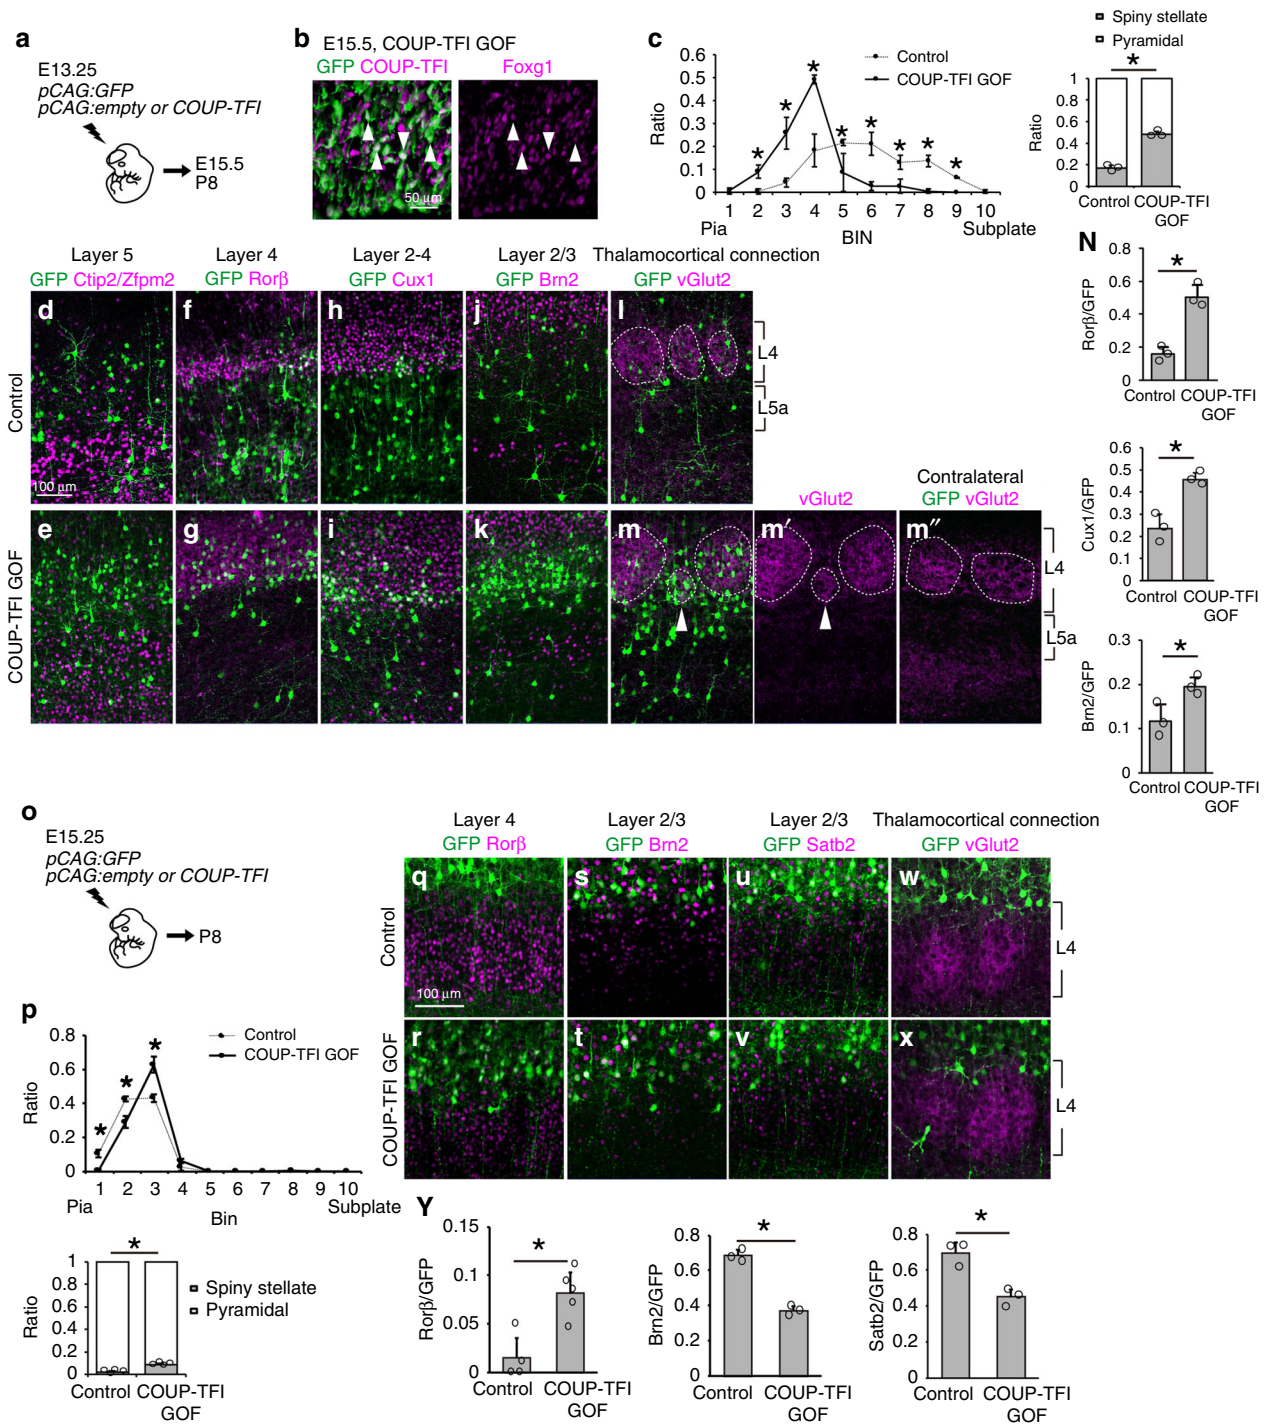 a
E13.25
pCAG:GFP
pCAG:empty or COUP-TFI
E15.5
P8
b
E15.5, COUP-TFI GOF
GFP COUP-TFI
Foxg1
50 μm
c
Control
COUP-TFI GOF
0.6
0.5
0.4
0.3
0.2
0.1
0
Ratio
* * * * * * * *
1 2 3 4 5 6 7 8 9 10
Pia
BIN
Subplate
Spiny stellate
Pyramidal
*
1
0.8
0.6
0.4
0.2
0
Ratio
Control COUP-TFI
GOF
Layer 5
GFP Ctip2/Zfpm2
Layer 4
GFP Rorβ
Layer 2-4
GFP Cux1
Layer 2/3
GFP Brn2
Thalamocortical connection
GFP vGlut2
Control
d
f
h
j
l
L4
L5a
100 μm
COUP-TFI GOF
e
g
i
k
m
vGlut2
m′
Contralateral
GFP vGlut2
m″
L4
L5a
N
0.8
0.6
0.4
0.2
0
Rorβ/GFP
*
Control COUP-TFI
GOF
0.6
0.5
0.4
0.3
0.2
0.1
0
Cux1/GFP
*
Control COUP-TFI
GOF
0.3
0.2
0.1
0
Brn2/GFP
*
Control COUP-TFI
GOF
o
E15.25
pCAG:GFP
pCAG:empty or COUP-TFI
P8
p
Control
COUP-TFI GOF
0.8
0.6
0.4
0.2
0
Ratio
* * *
1 2 3 4 5 6 7 8 9 10
Pia
Bin
Subplate
*
1
0.8
0.6
0.4
0.2
0
Ratio
Spiny stellate
Pyramidal
Control COUP-TFI
GOF
Layer 4
GFP Rorβ
Layer 2/3
GFP Brn2
Layer 2/3
GFP Satb2
Thalamocortical connection
GFP vGlut2
Control
q
s
u
w
L4
100 μm
COUP-TFI GOF
r
t
v
x
L4
Y
0.15
0.1
0.05
0
Rorβ/GFP
*
Control COUP-TFI
GOF
0.8
0.6
0.4
0.2
0
Brn2/GFP
*
Control COUP-TFI
GOF
0.8
0.6
0.4
0.2
0
Satb2/GFP
*
Control COUP-TFI
GOF